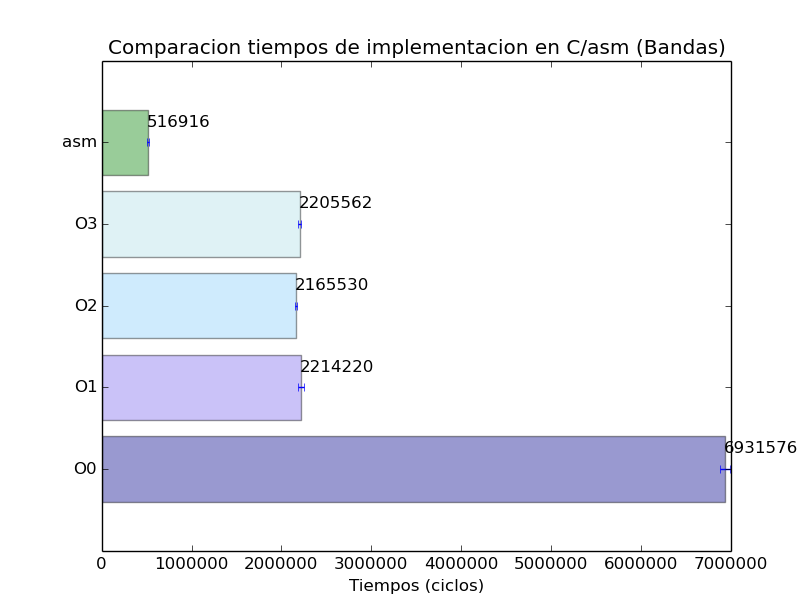 Comparacion tiempos de implementacion en C/asm (Bandas)
asm
516916
O3
2205562
O2
2165530
O1
2214220
O0
6931576
0 1000000 2000000 3000000 4000000 5000000 6000000 7000000
Tiempos (ciclos)